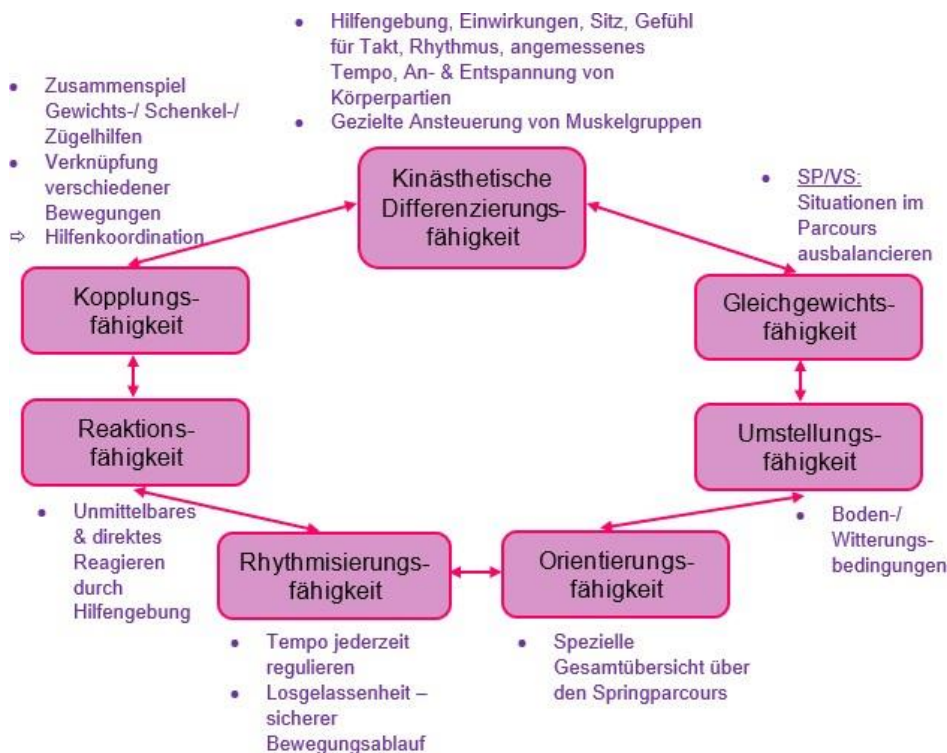 ● Hilfengebung, Einwirkungen, Sitz, Gefühl
für Takt, Rhythmus, angemessenes
Tempo, An- & Entspannung von
Körperpartien
● Gezielte Ansteuerung von Muskelgruppen
● Zusammenspiel
Gewichts-/ Schenkel-/
Zügelhilfen
● Verknüpfung
verschiedener
Bewegungen
⇨ Hilfenkoordination
Kinästhetische
Differenzierungs-
fähigkeit
● SP/VS:
Situationen im
Parcours
ausbalancieren
Kopplungs-
fähigkeit
Gleichgewichts-
fähigkeit
Reaktions-
fähigkeit
Umstellungs-
fähigkeit
● Unmittelbares
& direktes
Reagieren
durch
Hilfengebung
● Boden-/
Witterungs-
bedingungen
Rhythmisierungs-
fähigkeit
Orientierungs-
fähigkeit
● Tempo jederzeit
regulieren
● Losgelassenheit –
sicherer
Bewegungsablauf
● Spezielle
Gesamtübersicht über
den Springparcours